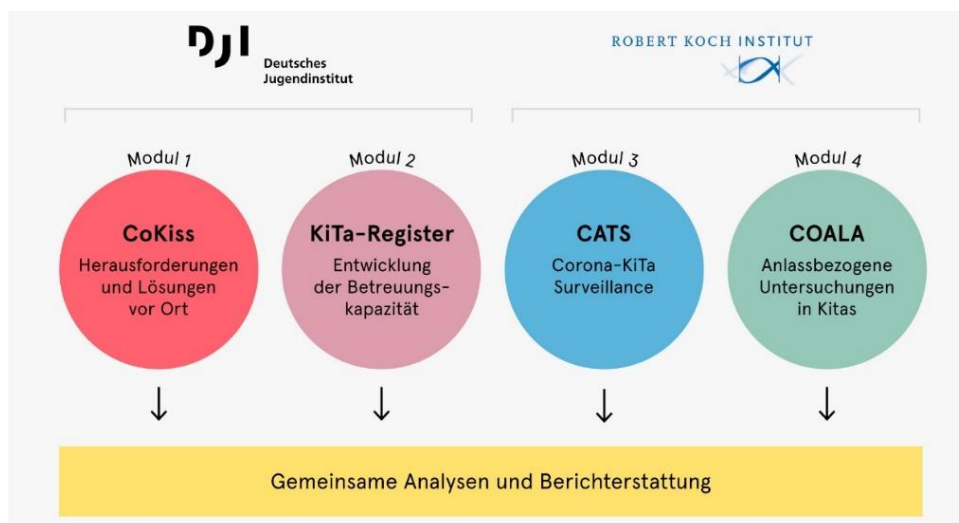 DJI
Deutsches
Jugendinstitut
ROBERT KOCH INSTITUT
Modul 1
CoKiss
Herausforderungen
und Lösungen
vor Ort
Modul 2
KiTa-Register
Entwicklung
der Betreuungs-
kapazität
Modul 3
CATS
Corona-KiTa
Surveillance
Modul 4
COALA
Anlassbezogene
Untersuchungen
in Kitas
Gemeinsame Analysen und Berichterstattung